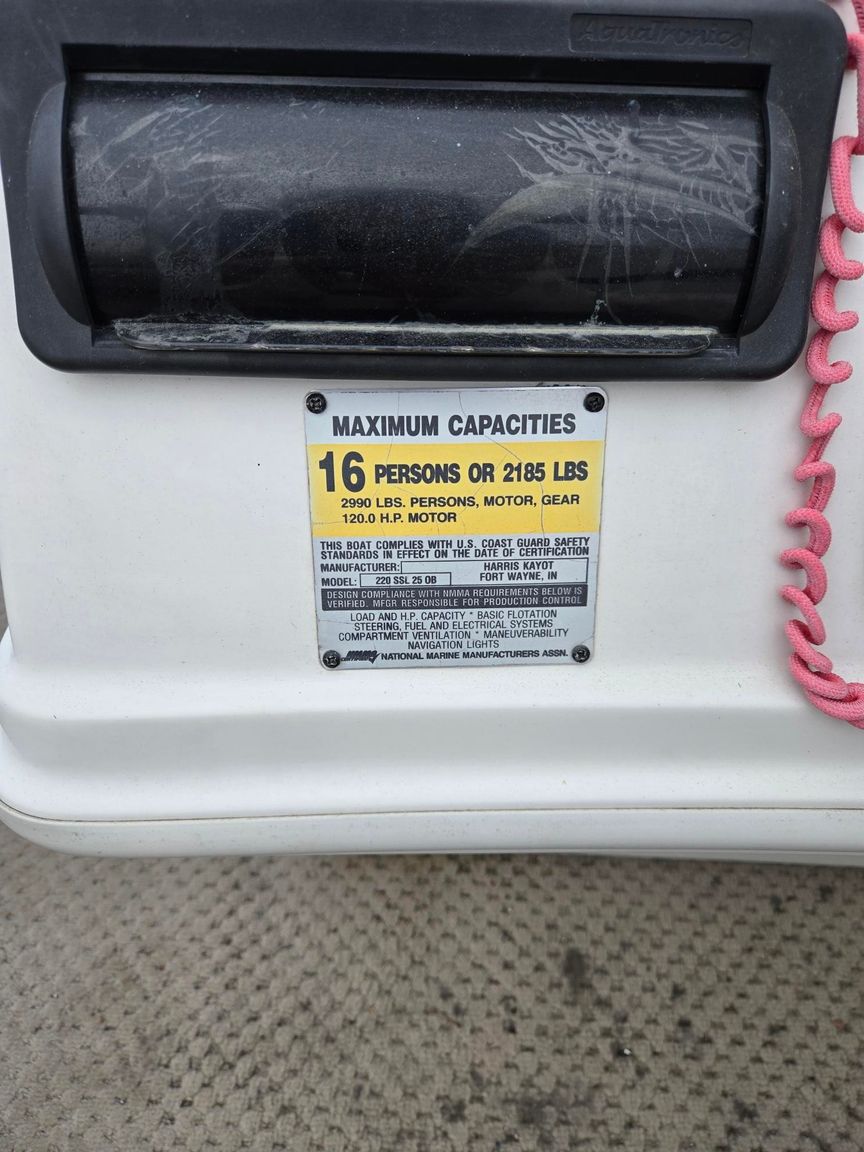 AquaTronics
MAXIMUM CAPACITIES
16 PERSONS OR 2185 LBS
2990 LBS. PERSONS, MOTOR, GEAR
120.0 H.P. MOTOR
THIS BOAT COMPLIES WITH U.S. COAST GUARD SAFETY
STANDARDS IN EFFECT ON THE DATE OF CERTIFICATION
MANUFACTURER: HARRIS KAYOT
MODEL: 220 SSL 25 OB FORT WAYNE, IN
DESIGN COMPLIANCE WITH NMMA REQUIREMENTS BELOW IS
VERIFIED. MFGR RESPONSIBLE FOR PRODUCTION CONTROL
LOAD AND H.P. CAPACITY * BASIC FLOTATION
STEERING, FUEL AND ELECTRICAL SYSTEMS
COMPARTMENT VENTILATION * MANEUVERABILITY
NAVIGATION LIGHTS
NMMA NATIONAL MARINE MANUFACTURERS ASSN.